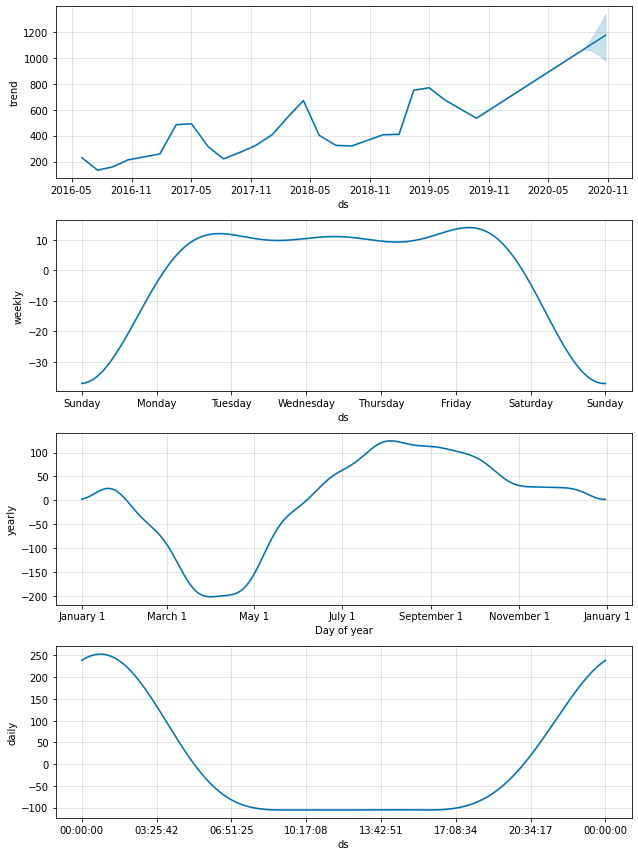 1200
1000
800
600
400
200
trend
2016-05 2016-11 2017-05 2017-11 2018-05 2018-11 2019-05 2019-11 2020-05 2020-11
ds
10
0
−10
−20
−30
weekly
Sunday Monday Tuesday Wednesday Thursday Friday Saturday Sunday
ds
100
50
0
−50
−100
−150
−200
yearly
January 1 March 1 May 1 July 1 September 1 November 1 January 1
Day of year
250
200
150
100
50
0
−50
−100
daily
00:00:00 03:25:42 06:51:25 10:17:08 13:42:51 17:08:34 20:34:17 00:00:00
ds